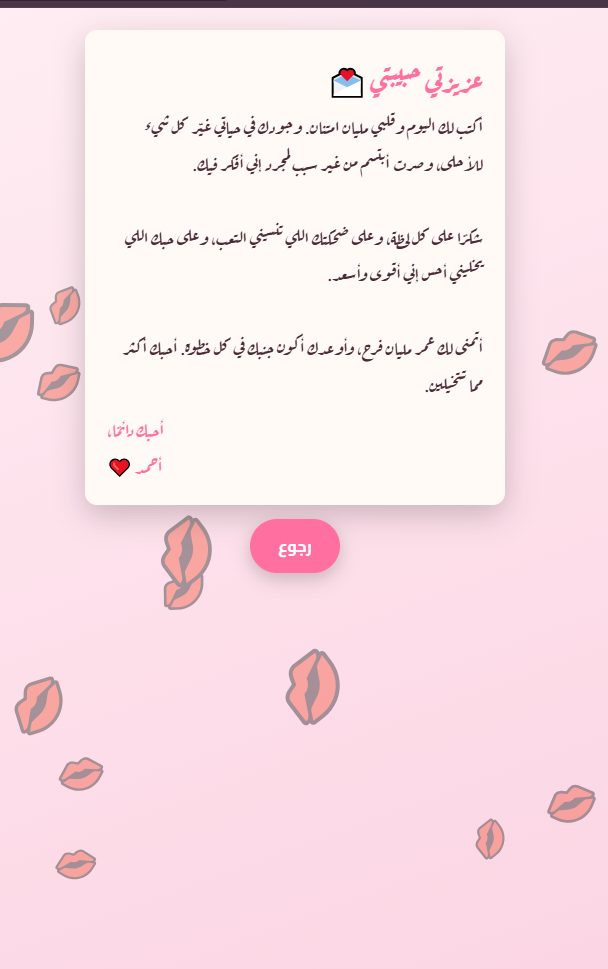 عزيزتي حبيبتي 💌
أكتب لك اليوم وقلبي مليان امتنان. وجودك في حياتي غيّر كل شيء
للأحلى، وصرت أبتسم من غير سبب لمجرد إني أفكر فيك.
شكرًا على كل لحظة، وعلى ضحكتك اللي تنسيني التعب، وعلى حبك اللي
يخليني أحس إني أقوى وأسعد.
أتمنى لك عمر مليان فرح، وأوعدك أكون جنبك في كل خطوة. أحبك أكثر
مما تتخيلين.
أحبك دائمًا،
أحمد ❤️
رجوع